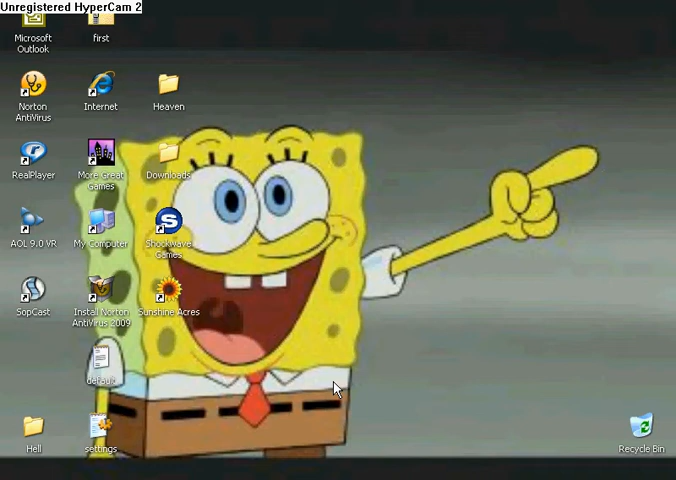 Unregistered HyperCam 2
Microsoft
Outlook
first
Norton
AntiVirus
Internet
Heaven
RealPlayer
More Great
Games
Downloads
AOL 9.0 VR
My Computer
Shockwave
Games
SopCast
Install Norton
AntiVirus 2009
Sunshine Acres
default
Hell
settings
Recycle Bin